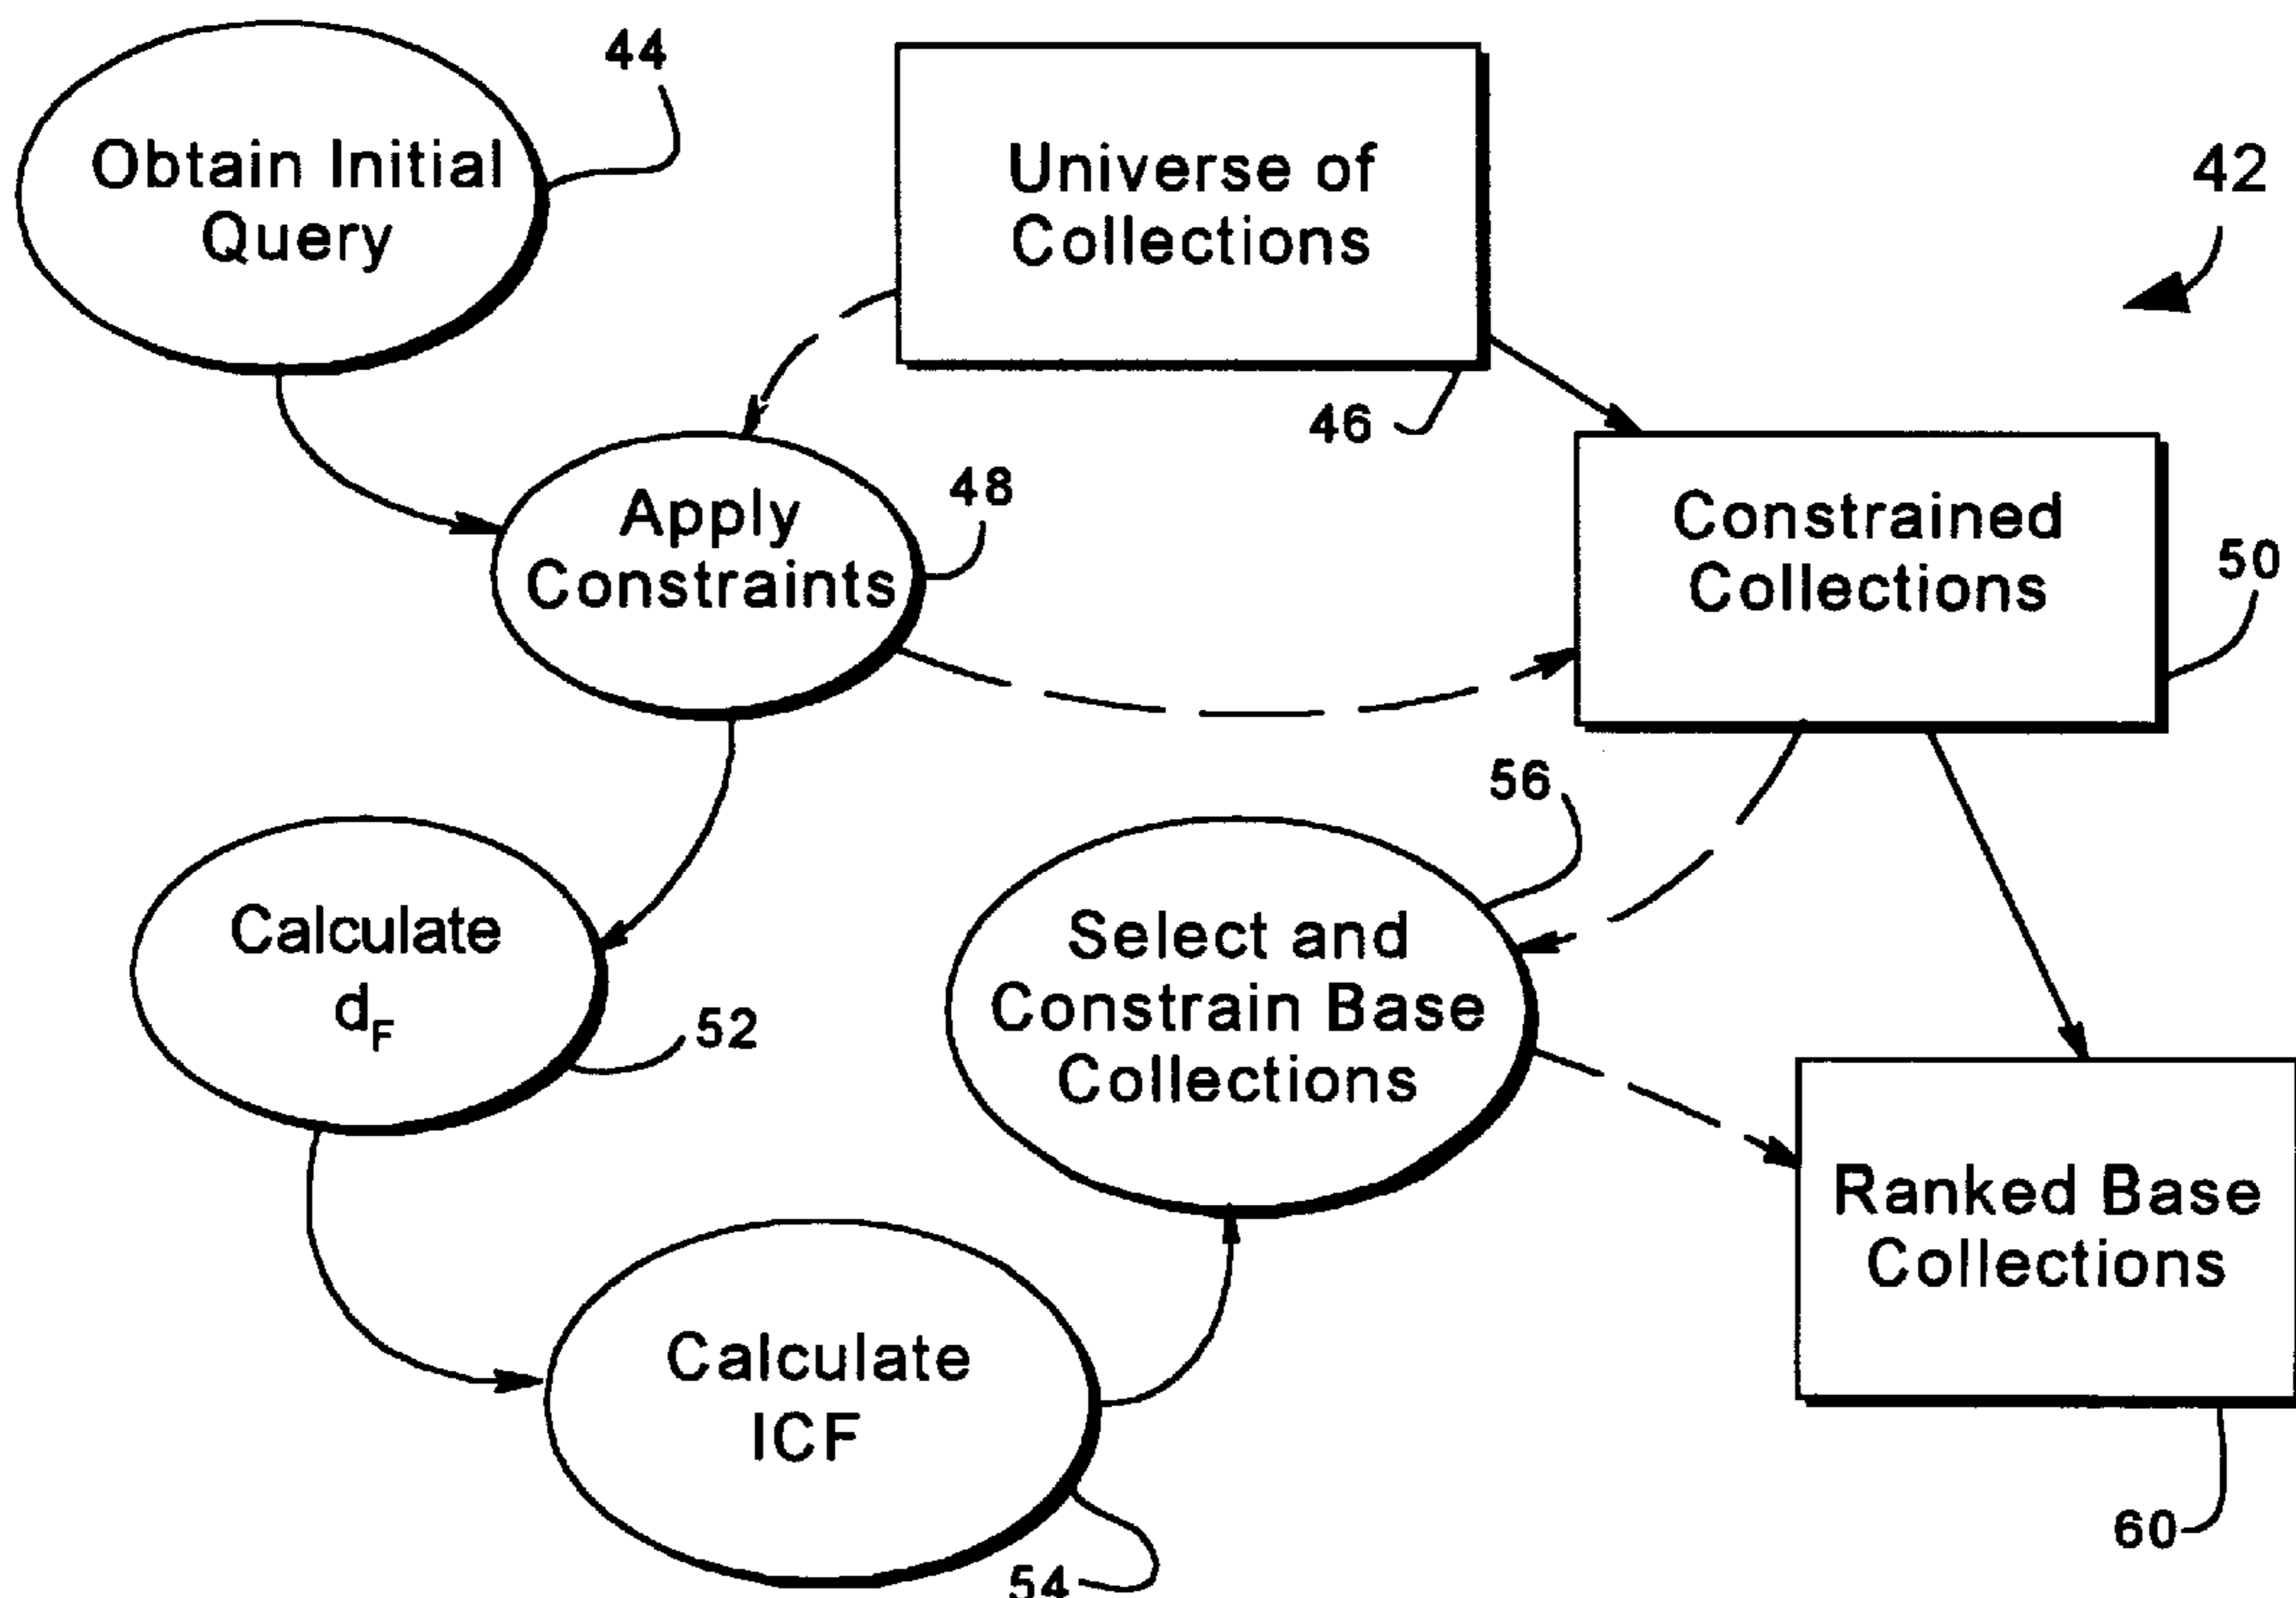 44
Obtain Initial
Query
Universe of
Collections
42
46
Apply
Constraints
48
Constrained
Collections
50
56
Calculate
dF
52
Select and
Constrain Base
Collections
Ranked Base
Collections
Calculate
ICF
60
54